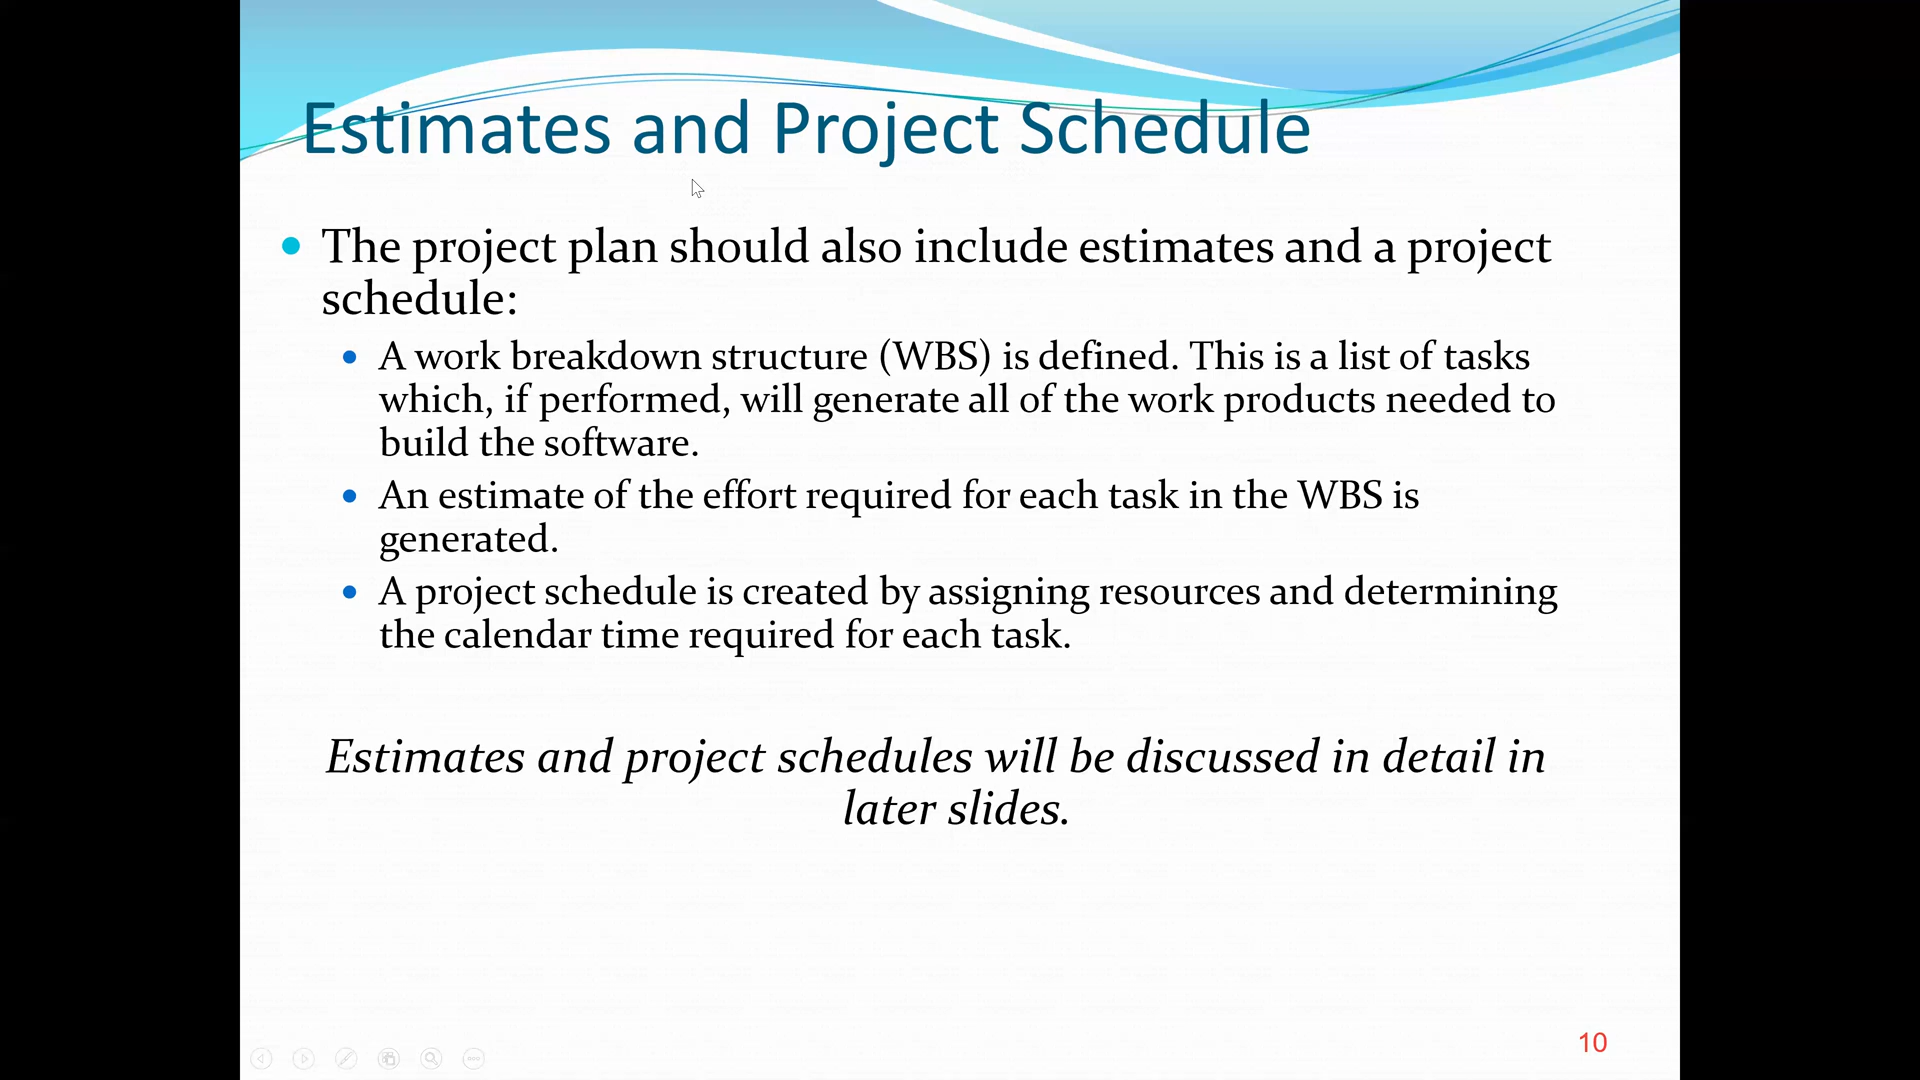 Estimates and Project Schedule
The project plan should also include estimates and a project
schedule:
A work breakdown structure (WBS) is defined. This is a list of tasks
which, if performed, will generate all of the work products needed to
build the software.
An estimate of the effort required for each task in the WBS is
generated.
A project schedule is created by assigning resources and determining
the calendar time required for each task.
Estimates and project schedules will be discussed in detail in
later slides.
10